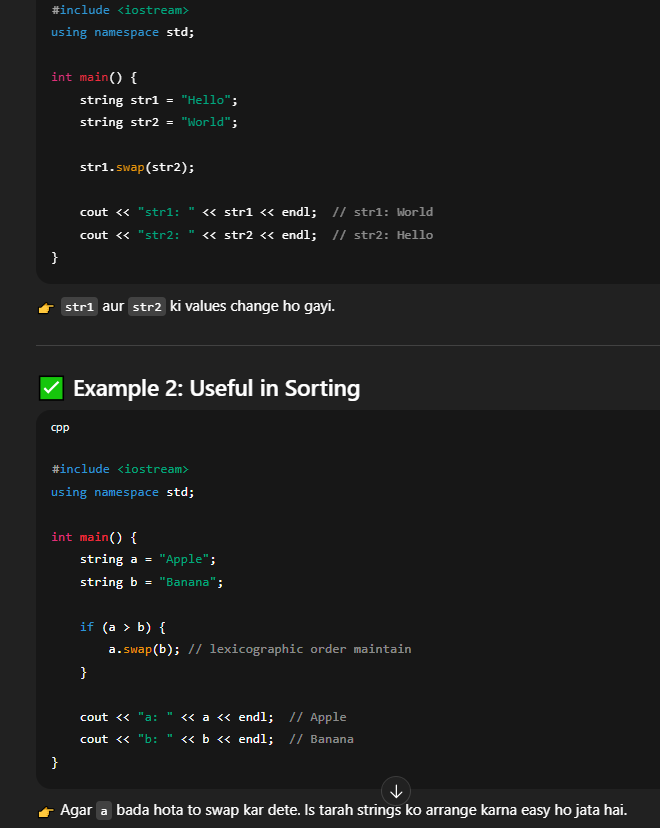 #include <iostream>
using namespace std;
int main() {
    string str1 = "Hello";
    string str2 = "World";
    str1.swap(str2);
    cout << "str1: " << str1 << endl;  // str1: World
    cout << "str2: " << str2 << endl;  // str2: Hello
}
👉 str1 aur str2 ki values change ho gayi.
✅ Example 2: Useful in Sorting
cpp
#include <iostream>
using namespace std;
int main() {
    string a = "Apple";
    string b = "Banana";
    if (a > b) {
        a.swap(b); // lexicographic order maintain
    }
    cout << "a: " << a << endl;  // Apple
    cout << "b: " << b << endl;  // Banana
}
👉 Agar a bada hota to swap kar dete. Is tarah strings ko arrange karna easy ho jata hai.